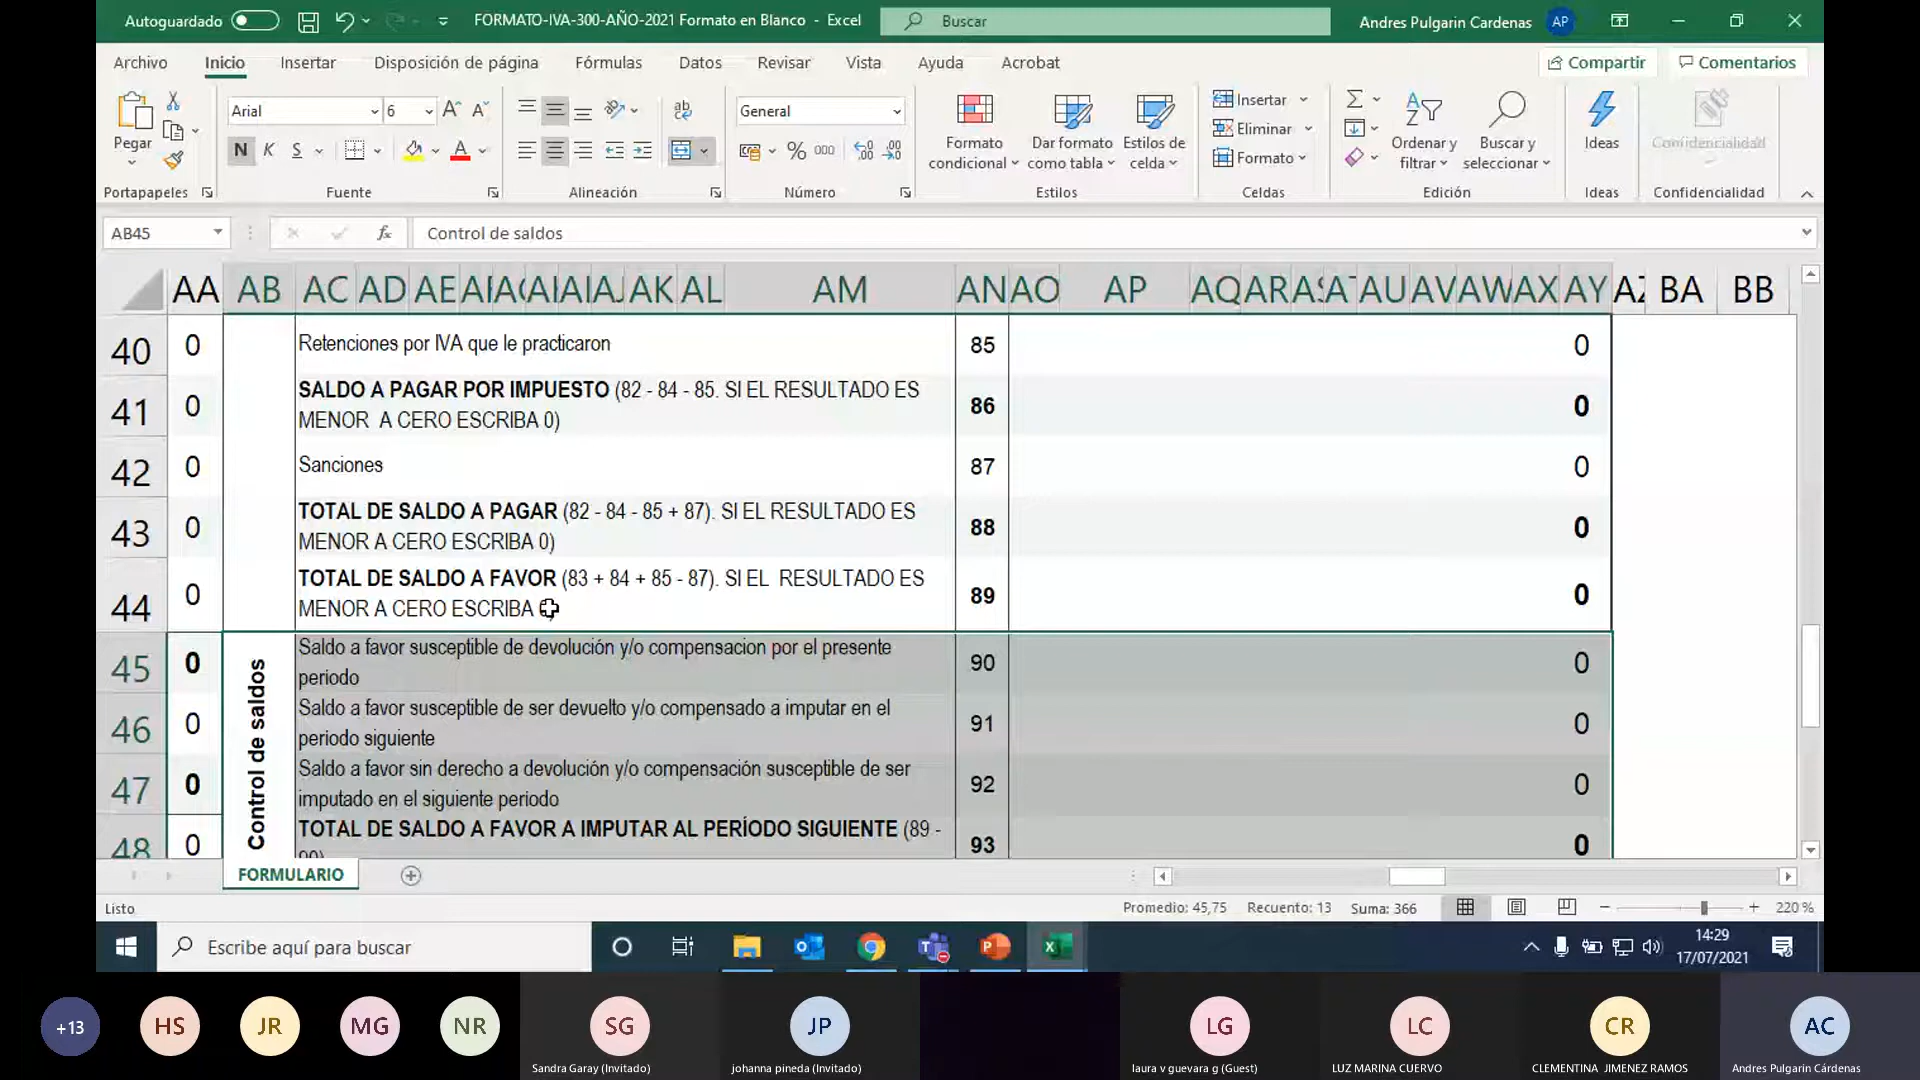 Autoguardado
FORMATO-IVA-300-AÑO-2021 Formato en Blanco - Excel
Buscar
Andres Pulgarin Cardenas
AP
Archivo Inicio Insertar Disposición de página Fórmulas Datos Revisar Vista Ayuda Acrobat
Compartir
Comentarios
Pegar
Arial
6
N K S
General
Formato condicional
Dar formato como tabla
Estilos de celda
Insertar
Eliminar
Formato
Ordenar y filtrar
Buscar y seleccionar
Ideas
Confidencialidad
Portapapeles Fuente Alineación Número Estilos Celdas Edición Ideas Confidencialidad
AB45
fx
Control de saldos
AA AB AC AD AE AK AL AM AN AO AP AQ AR AU AV AW AX AY BA BB
40 0 Retenciones por IVA que le practicaron 85 0
41 0 SALDO A PAGAR POR IMPUESTO (82 - 84 - 85. SI EL RESULTADO ES
MENOR A CERO ESCRIBA 0) 86 0
42 0 Sanciones 87 0
43 0 TOTAL DE SALDO A PAGAR (82 - 84 - 85 + 87). SI EL RESULTADO ES
MENOR A CERO ESCRIBA 0) 88 0
44 0 TOTAL DE SALDO A FAVOR (83 + 84 + 85 - 87). SI EL RESULTADO ES
MENOR A CERO ESCRIBA 89 0
Control de saldos
45 0 Saldo a favor susceptible de devolución y/o compensacion por el presente
periodo 90 0
46 0 Saldo a favor susceptible de ser devuelto y/o compensado a imputar en el
periodo siguiente 91 0
47 0 Saldo a favor sin derecho a devolución y/o compensación susceptible de ser
imputado en el siguiente periodo 92 0
48 0 TOTAL DE SALDO A FAVOR A IMPUTAR AL PERÍODO SIGUIENTE (89 -
90) 93 0
FORMULARIO
Listo
Promedio: 45,75 Recuento: 13 Suma: 366
220 %
Escribe aquí para buscar
14:29
17/07/2021
+13
HS
JR
MG
NR
SG
Sandra Garay (Invitado)
JP
johanna pineda (Invitado)
LG
laura v guevara g (Guest)
LC
LUZ MARINA CUERVO
CR
CLEMENTINA JIMENEZ RAMOS
AC
Andres Pulgarin Cárdenas